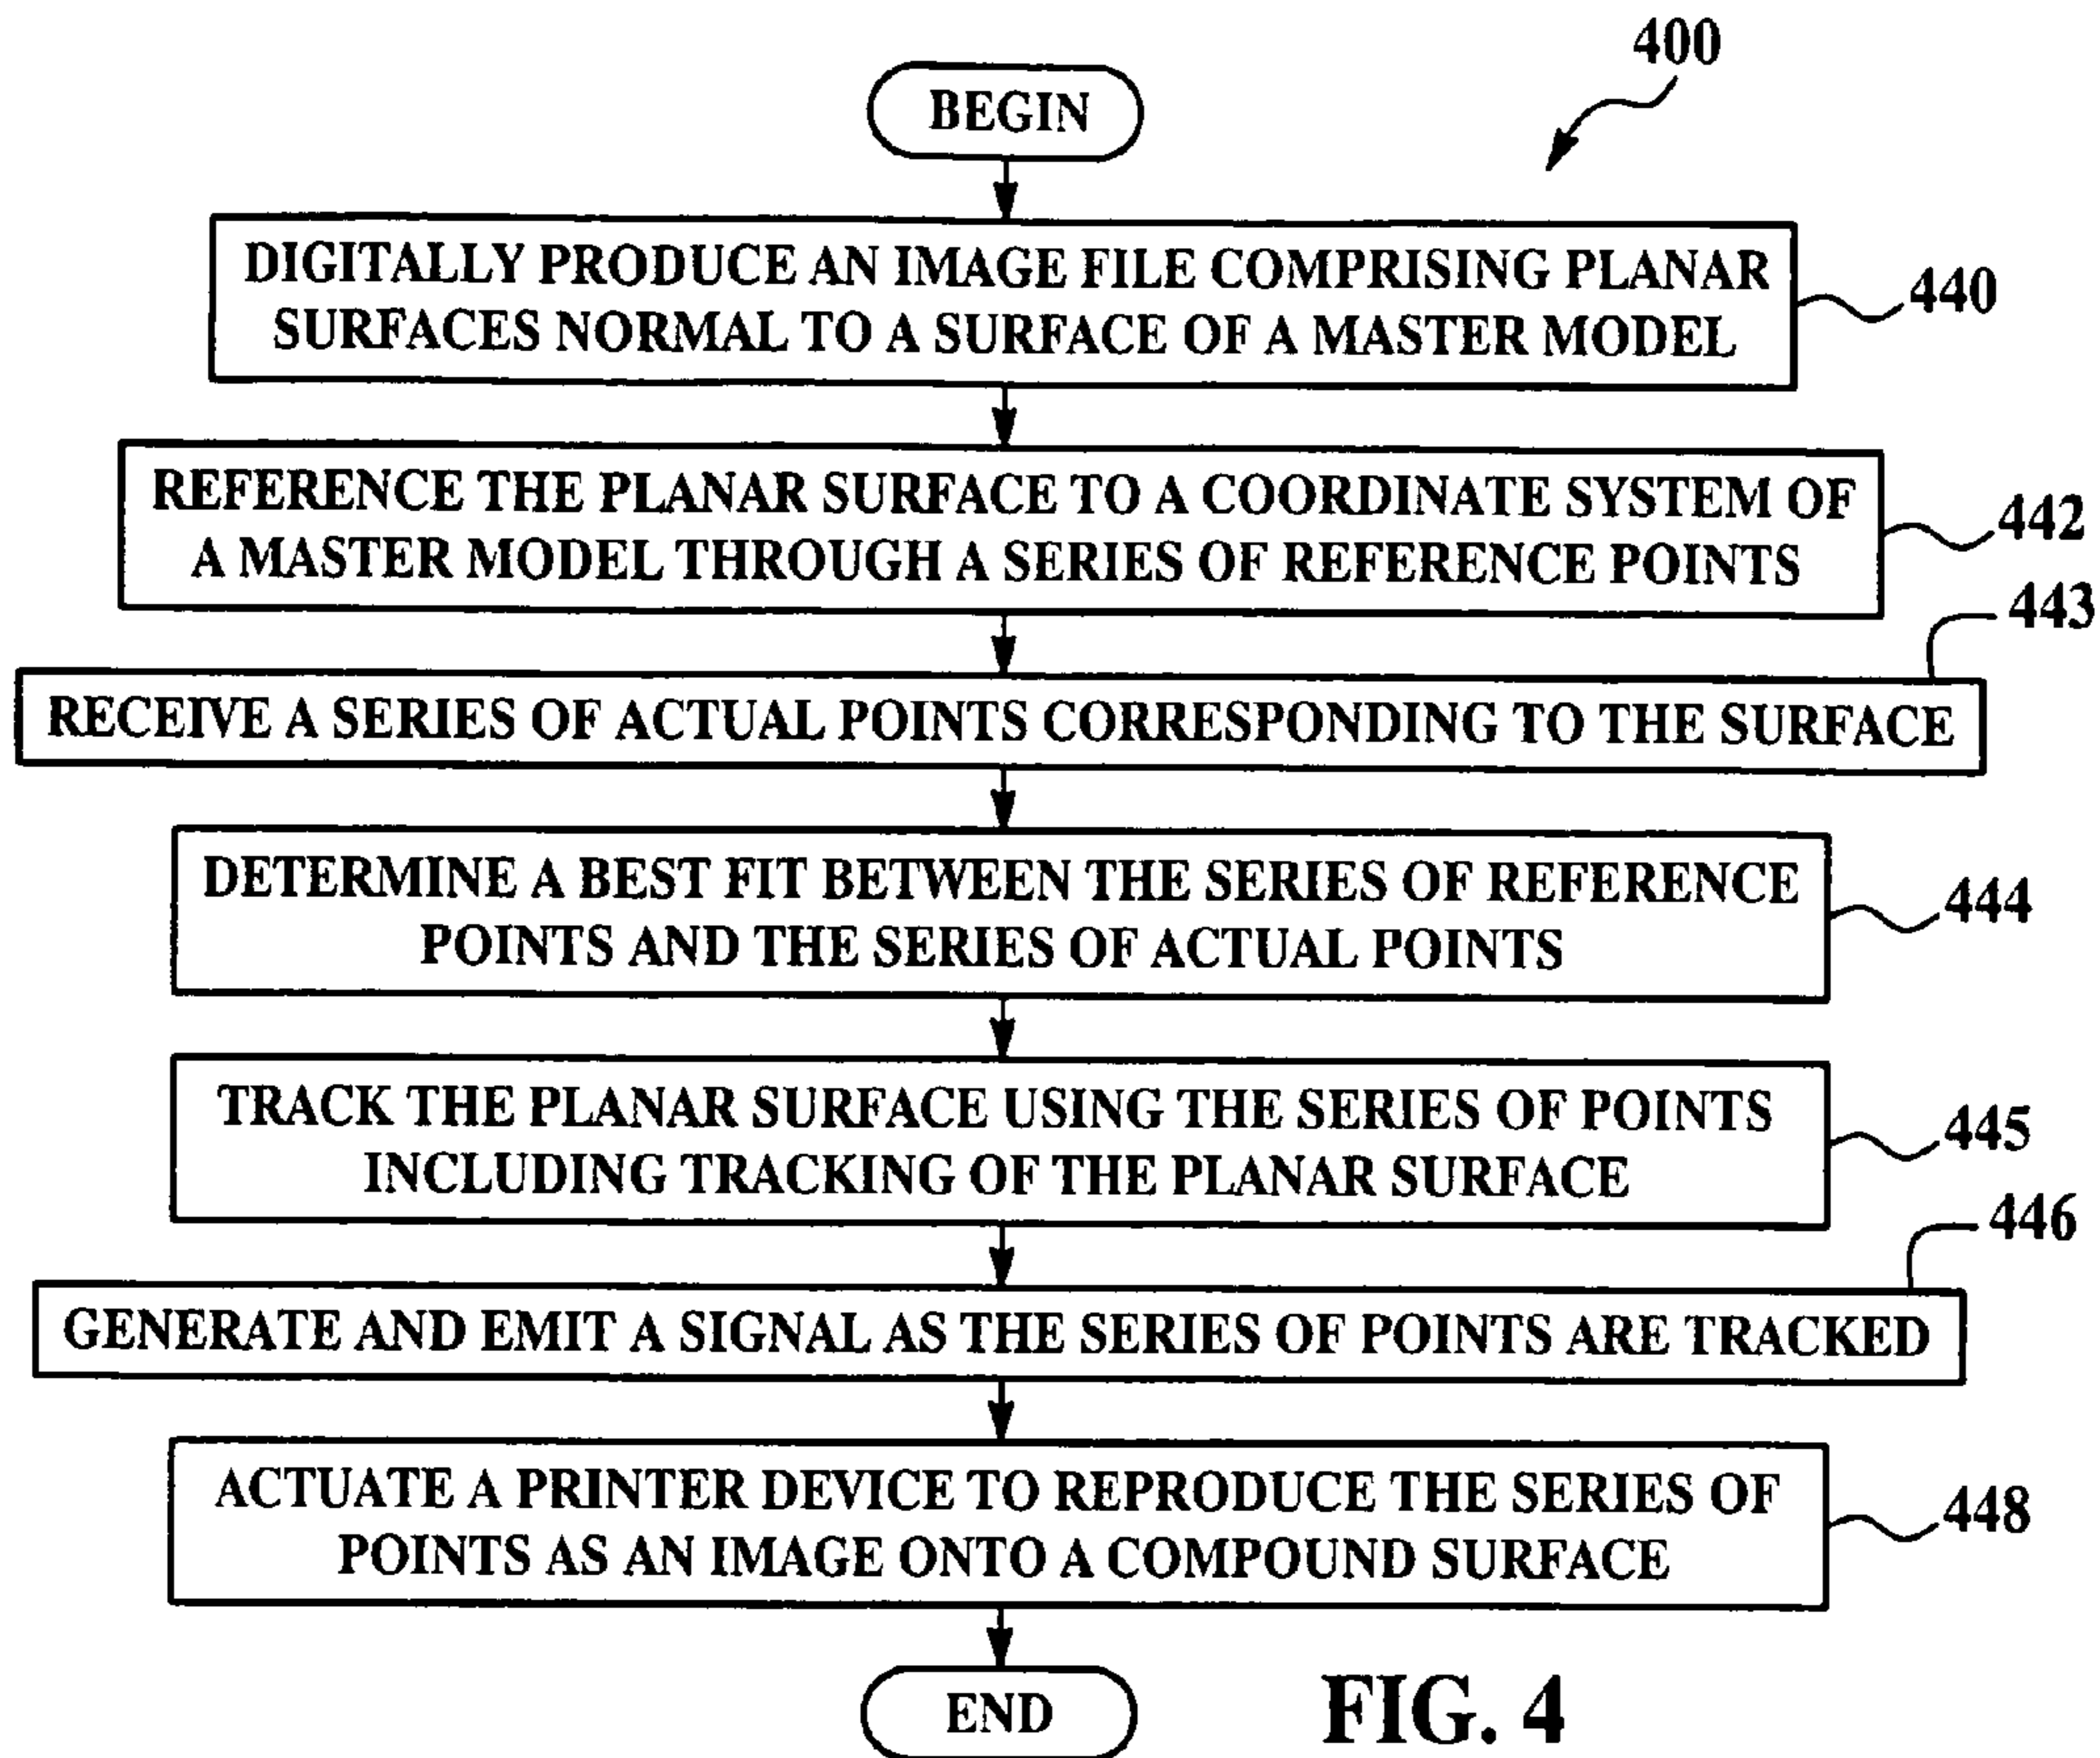 400
BEGIN
DIGITALLY PRODUCE AN IMAGE FILE COMPRISING PLANAR
SURFACES NORMAL TO A SURFACE OF A MASTER MODEL
440
REFERENCE THE PLANAR SURFACE TO A COORDINATE SYSTEM OF
A MASTER MODEL THROUGH A SERIES OF REFERENCE POINTS
442
443
RECEIVE A SERIES OF ACTUAL POINTS CORRESPONDING TO THE SURFACE
DETERMINE A BEST FIT BETWEEN THE SERIES OF REFERENCE
POINTS AND THE SERIES OF ACTUAL POINTS
444
TRACK THE PLANAR SURFACE USING THE SERIES OF POINTS
INCLUDING TRACKING OF THE PLANAR SURFACE
445
446
GENERATE AND EMIT A SIGNAL AS THE SERIES OF POINTS ARE TRACKED
ACTUATE A PRINTER DEVICE TO REPRODUCE THE SERIES OF
POINTS AS AN IMAGE ONTO A COMPOUND SURFACE
448
END
FIG. 4